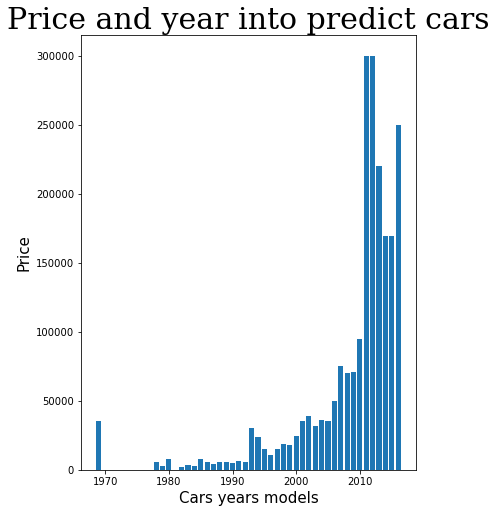 Price and year into predict cars
300000
250000
200000
150000
100000
50000
0
Price
1970 1980 1990 2000 2010
Cars years models